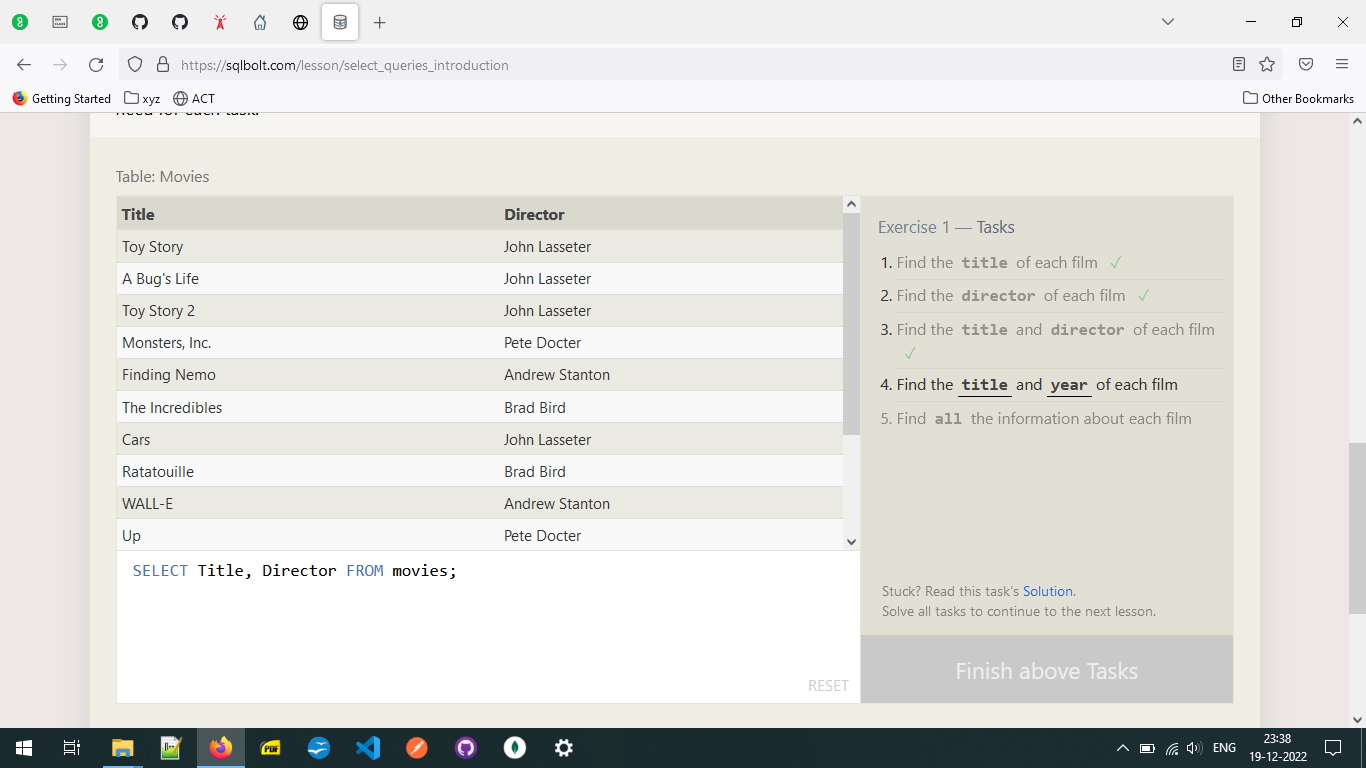 https://sqlbolt.com/lesson/select_queries_introduction
Getting Started
xyz
ACT
Other Bookmarks
need for each task.
Table: Movies
Title Director
Toy Story John Lasseter
A Bug's Life John Lasseter
Toy Story 2 John Lasseter
Monsters, Inc. Pete Docter
Finding Nemo Andrew Stanton
The Incredibles Brad Bird
Cars John Lasseter
Ratatouille Brad Bird
WALL-E Andrew Stanton
Up Pete Docter
SELECT Title, Director FROM movies;
RESET
Exercise 1 — Tasks
1. Find the title of each film ✓
2. Find the director of each film ✓
3. Find the title and director of each film
✓
4. Find the title and year of each film
5. Find all the information about each film
Stuck? Read this task's Solution.
Solve all tasks to continue to the next lesson.
Finish above Tasks
PDF
ENG
23:38
19-12-2022